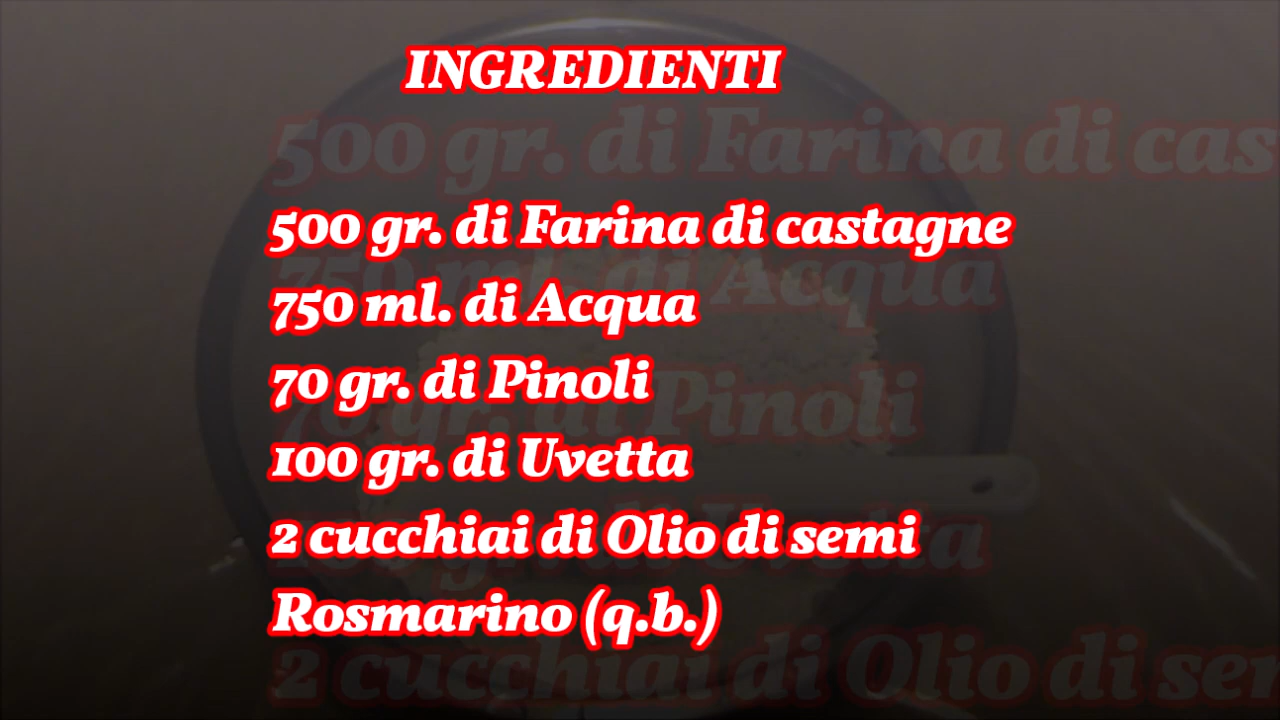 INGREDIENTI
500 gr. di Farina di castagne
750 ml. di Acqua
70 gr. di Pinoli
100 gr. di Uvetta
2 cucchiai di Olio di semi
Rosmarino (q.b.)